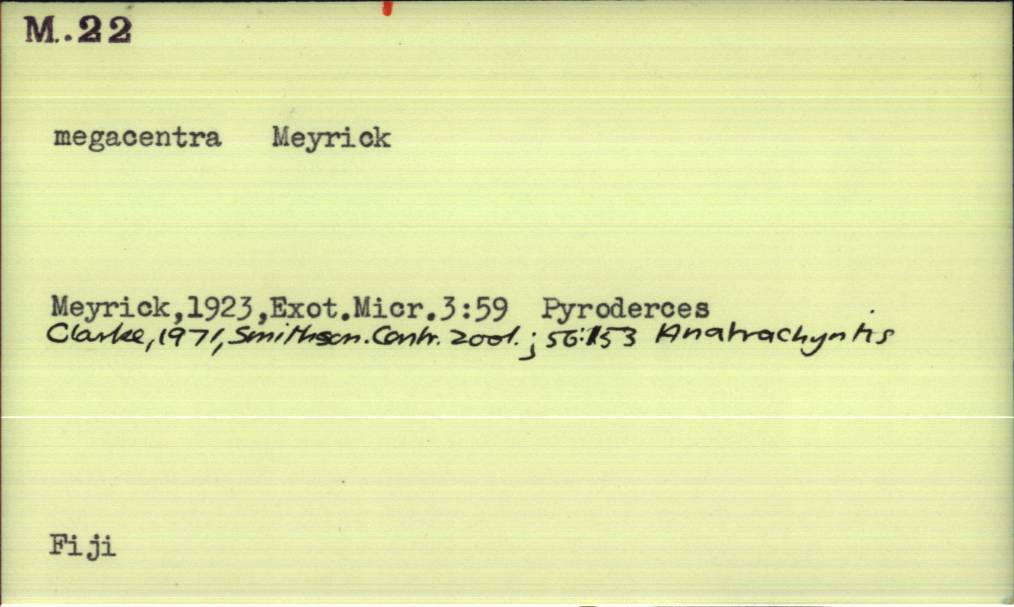 M..22
megacentra Meyrick
Meyrick,1923,Exot.Micr.3:59 Pyroderces
Clarke,1971,Smithson.Contr.Zool.; 56:153 Anatrachyntis
Fiji